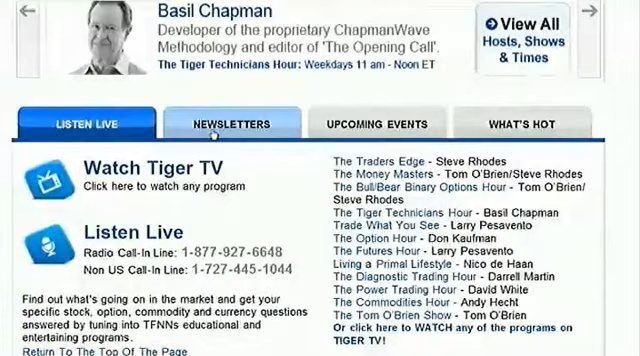 Basil Chapman
Developer of the proprietary ChapmanWave
Methodology and editor of 'The Opening Call'.
The Tiger Technicians Hour: Weekdays 11 am - Noon ET
View All
Hosts, Shows
& Times
LISTEN LIVE
NEWSLETTERS
UPCOMING EVENTS
WHAT'S HOT
Watch Tiger TV
Click here to watch any program
Listen Live
Radio Call-In Line: 1-877-927-6648
Non US Call-In Line: 1-727-445-1044
Find out what's going on in the market and get your
specific stock, option, commodity and currency questions
answered by tuning into TFNNs educational and
entertaining programs.
Return To The Top Of The Page
The Traders Edge - Steve Rhodes
The Money Masters - Tom O'Brien/Steve Rhodes
The Bull/Bear Binary Options Hour - Tom O'Brien/
Steve Rhodes
The Tiger Technicians Hour - Basil Chapman
Trade What You See - Larry Pesavento
The Option Hour - Don Kaufman
The Futures Hour - Larry Pesavento
Living a Primal Lifestyle - Nico de Haan
The Diagnostic Trading Hour - Darrell Martin
The Power Trading Hour - David White
The Commodities Hour - Andy Hecht
The Tom O'Brien Show - Tom O'Brien
Or click here to WATCH any of the programs on
TIGER TV!